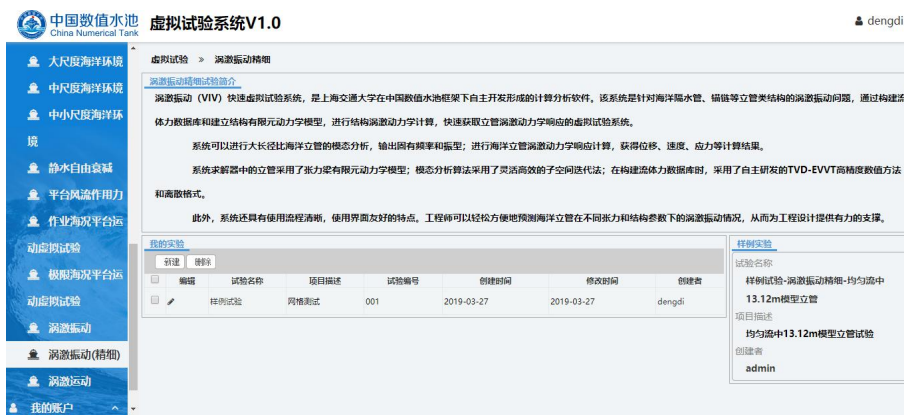 中国数值水池
China Numerical Tank
虚拟试验系统V1.0
dengdi
大尺度海洋环境
中尺度海洋环境
中小尺度海洋环
境
静水自由衰减
平台风流作用力
作业海况平台运
动虚拟试验
极限海况平台运
动虚拟试验
涡激振动
涡激振动(精细)
涡激运动
我的账户
虚拟试验 » 涡激振动精细
涡激振动精细试验简介
涡激振动（VIV）快速虚拟试验系统，是上海交通大学在中国数值水池框架下自主开发形成的计算分析软件。该系统是针对海洋隔水管、锚链等立管类结构的涡激振动问题，通过构建流
体力数据库和建立结构有限元动力学模型，进行结构涡激动力学计算，快速获取立管涡激动力学响应的虚拟试验系统。
系统可以进行大长径比海洋立管的模态分析，输出固有频率和振型；进行海洋立管涡激动力学响应计算，获得位移、速度、应力等计算结果。
系统求解器中的立管采用了张力梁有限元动力学模型；模态分析算法采用了灵活高效的子空间迭代法；在构建流体力数据库时，采用了自主研发的TVD-EVVT高精度数值方法
和离散格式。
此外，系统还具有使用流程清晰，使用界面友好的特点。工程师可以轻松方便地预测海洋立管在不同张力和结构参数下的涡激振动情况，从而为工程设计提供有力的支撑。
我的实验
新建 删除
编辑 试验名称 项目描述 试验编号 创建时间 修改时间 创建者
样例试验 网格测试 001 2019-03-27 2019-03-27 dengdi
样例实验
试验名称
样例试验-涡激振动精细-均匀流中
13.12m模型立管
项目描述
均匀流中13.12m模型立管试验
创建者
admin